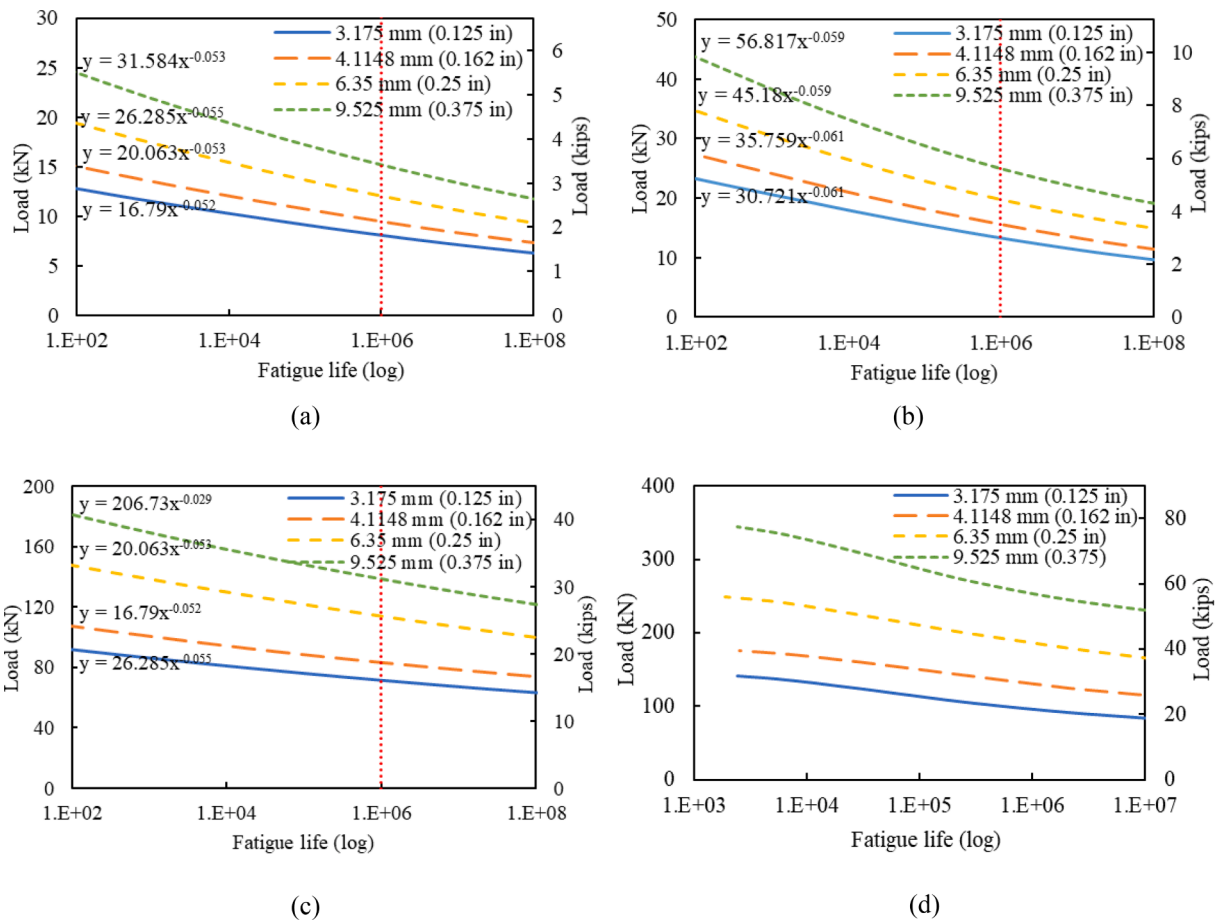 30
25
20
15
10
5
0
Load (kN)
y = 31.584x^-0.053
y = 26.285x^-0.055
y = 20.063x^-0.053
y = 16.79x^-0.052
3.175 mm (0.125 in)
4.1148 mm (0.162 in)
6.35 mm (0.25 in)
9.525 mm (0.375 in)
6
5
4
3
2
1
0
Load (kips)
1.E+02 1.E+04 1.E+06 1.E+08
Fatigue life (log)
(a)
50
40
30
20
10
0
Load (kN)
y = 56.817x^-0.059
y = 45.18x^-0.059
y = 35.759x^-0.061
y = 30.721x^-0.061
3.175 mm (0.125 in)
4.1148 mm (0.162 in)
6.35 mm (0.25 in)
9.525 mm (0.375 in)
10
8
6
4
2
0
Load (kips)
1.E+02 1.E+04 1.E+06 1.E+08
Fatigue life (log)
(b)
200
160
120
80
40
0
Load (kN)
y = 206.73x^-0.029
y = 20.063x^-0.053
y = 16.79x^-0.052
y = 26.285x^-0.055
3.175 mm (0.125 in)
4.1148 mm (0.162 in)
6.35 mm (0.25 in)
9.525 mm (0.375 in)
40
30
20
10
0
Load (kips)
1.E+02 1.E+04 1.E+06 1.E+08
Fatigue life (log)
(c)
400
300
200
100
0
Load (kN)
3.175 mm (0.125 in)
4.1148 mm (0.162 in)
6.35 mm (0.25 in)
9.525 mm (0.375)
80
60
40
20
0
Load (kips)
1.E+03 1.E+04 1.E+05 1.E+06 1.E+07
Fatigue life (log)
(d)